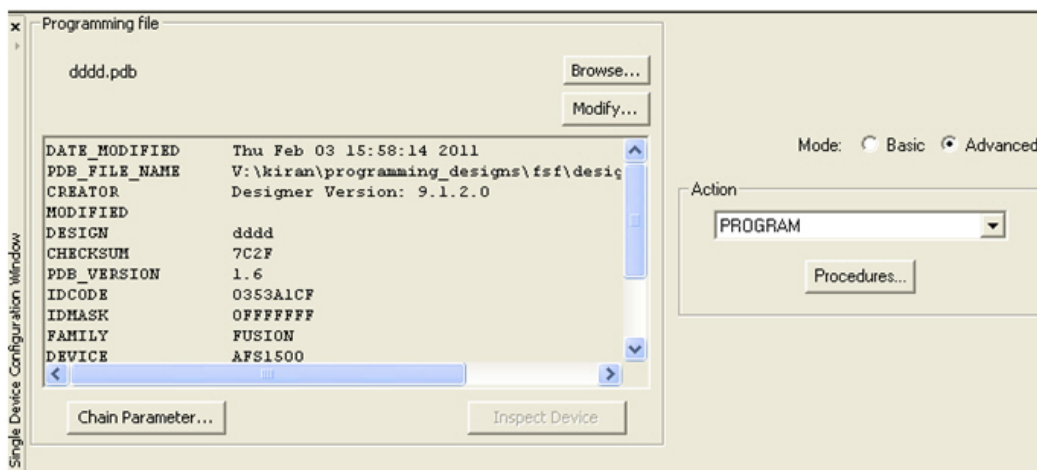 Programming file
dddd.pdb
Browse...
Modify...
DATE_MODIFIED Thu Feb 03 15:58:14 2011
PDB_FILE_NAME V:\kiran\programming_designs\fsf\desig
CREATOR Designer Version: 9.1.2.0
MODIFIED
DESIGN dddd
CHECKSUM 7C2F
PDB_VERSION 1.6
IDCODE 0353A1CF
IDMASK 0FFFFFFF
FAMILY FUSION
DEVICE AFS1500
Chain Parameter...
Inspect Device
Single Device Configuration Window
Mode: Basic Advanced
Action
PROGRAM
Procedures...